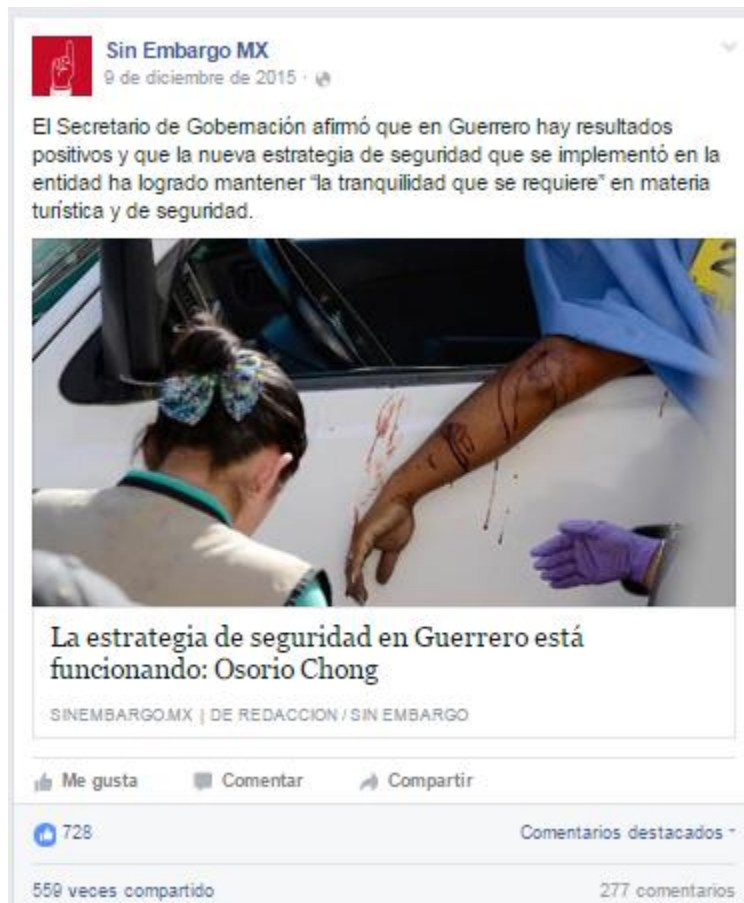 Sin Embargo MX
9 de diciembre de 2015 ·
El Secretario de Gobernación afirmó que en Guerrero hay resultados
positivos y que la nueva estrategia de seguridad que se implementó en la
entidad ha logrado mantener “la tranquilidad que se requiere” en materia
turística y de seguridad.
2
La estrategia de seguridad en Guerrero está
funcionando: Osorio Chong
SINEMBARGO.MX | DE REDACCION / SIN EMBARGO
Me gusta Comentar Compartir
728 Comentarios destacados
559 veces compartido 277 comentarios